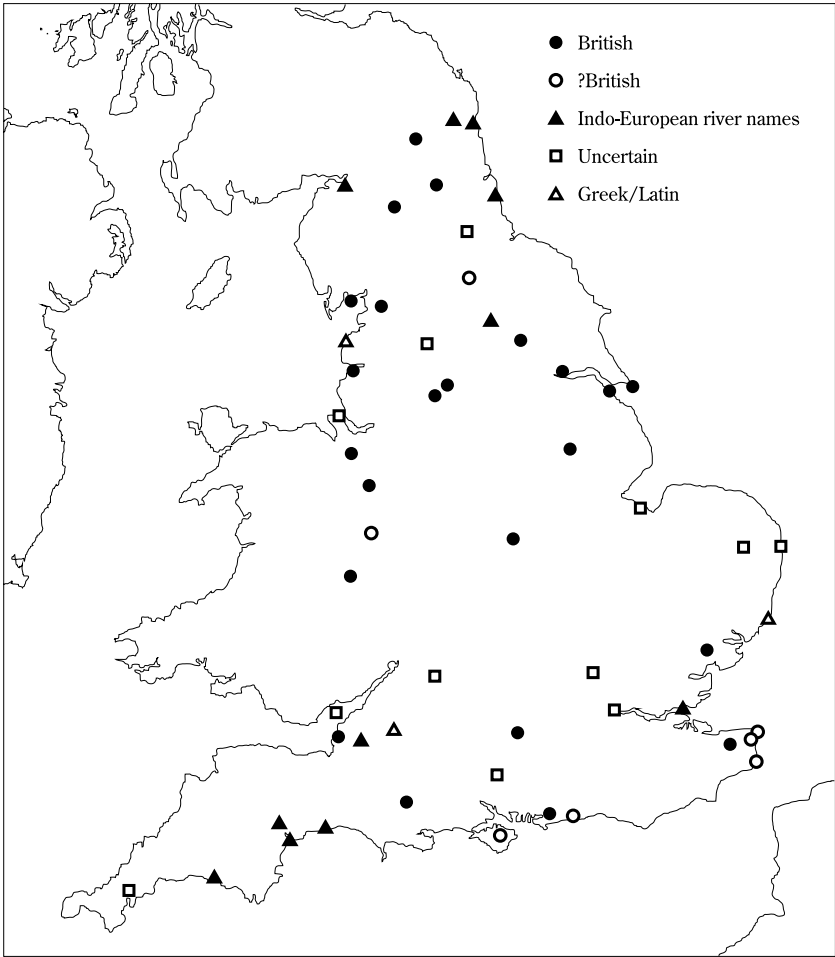 British
?British
Indo-European river names
Uncertain
Greek/Latin